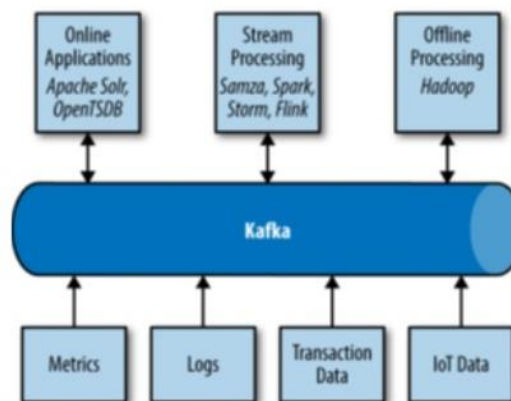 Online
Applications
Apache Solr,
OpenTSDB
Stream
Processing
Samza, Spark,
Storm, Flink
Offline
Processing
Hadoop
Kafka
Metrics
Logs
Transaction
Data
IoT Data